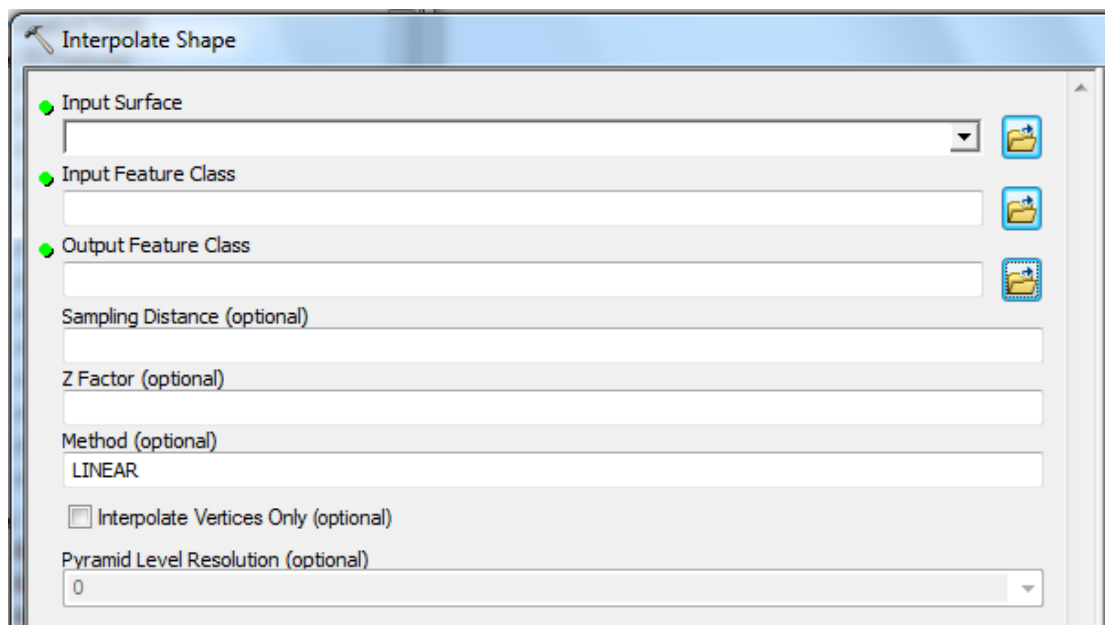 Interpolate Shape
Input Surface
Input Feature Class
Output Feature Class
Sampling Distance (optional)
Z Factor (optional)
Method (optional)
LINEAR
Interpolate Vertices Only (optional)
Pyramid Level Resolution (optional)
0